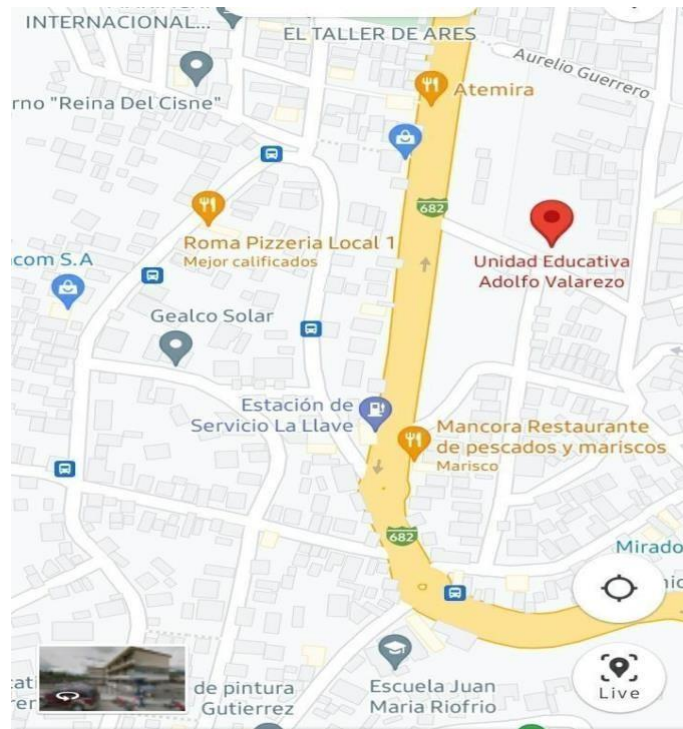 INTERNACIONAL...
EL TALLER DE ARES
Aurelio Guerrero
rno "Reina Del Cisne"
Atemira
682
Roma Pizzeria Local 1
Mejor calificados
Unidad Educativa
Adolfo Valarezo
com S.A
Gealco Solar
Estación de
Servicio La Llave
Mancora Restaurante
de pescados y mariscos
Marisco
682
Mirado
Live
de pintura
Gutierrez
Escuela Juan
Maria Riofrio